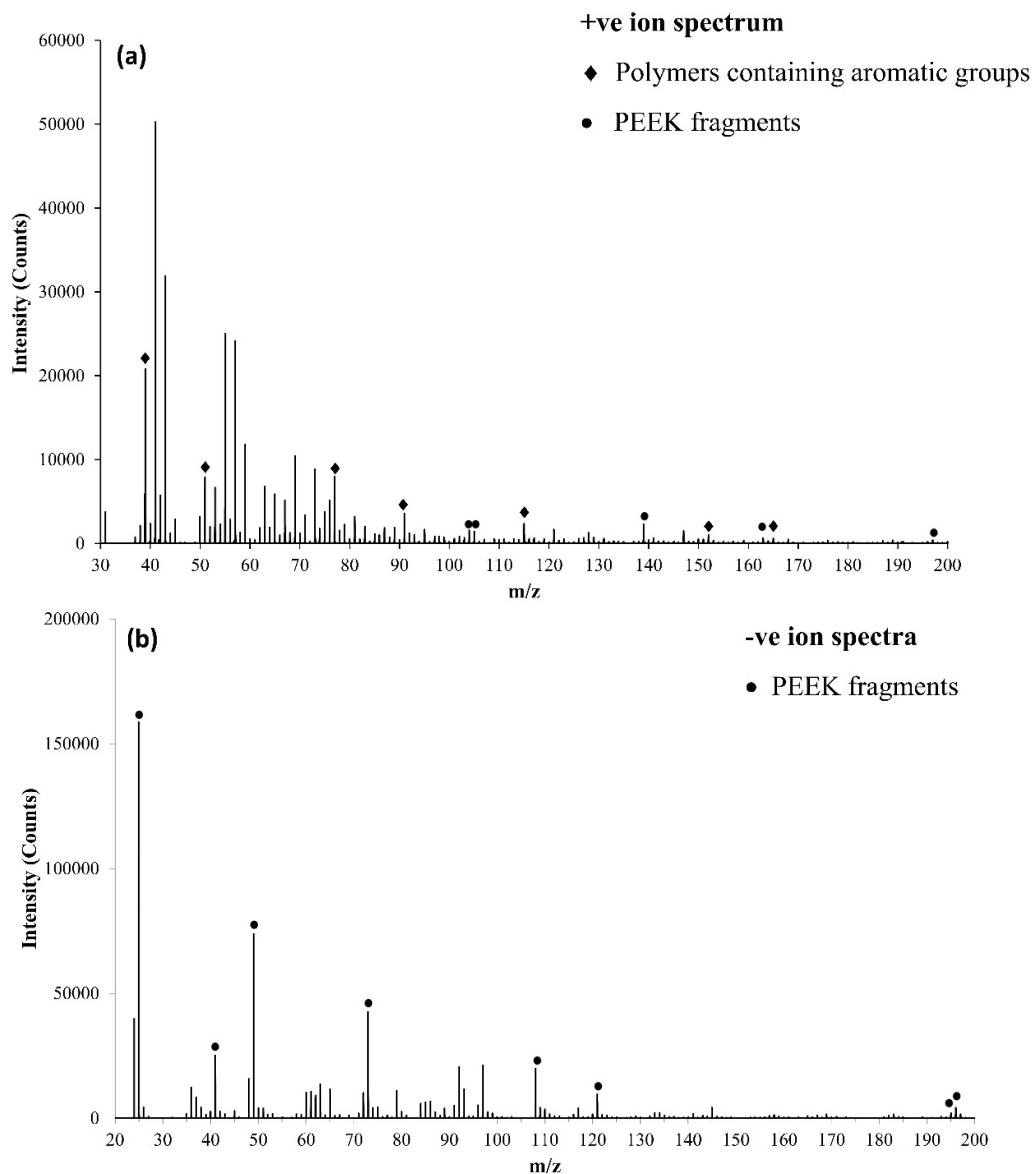 +ve ion spectrum
◆ Polymers containing aromatic groups
● PEEK fragments
(a)
Intensity (Counts)
60000
50000
40000
30000
20000
10000
0
30 40 50 60 70 80 90 100 110 120 130 140 150 160 170 180 190 200
m/z
-ve ion spectra
● PEEK fragments
(b)
Intensity (Counts)
200000
150000
100000
50000
0
20 30 40 50 60 70 80 90 100 110 120 130 140 150 160 170 180 190 200
m/z